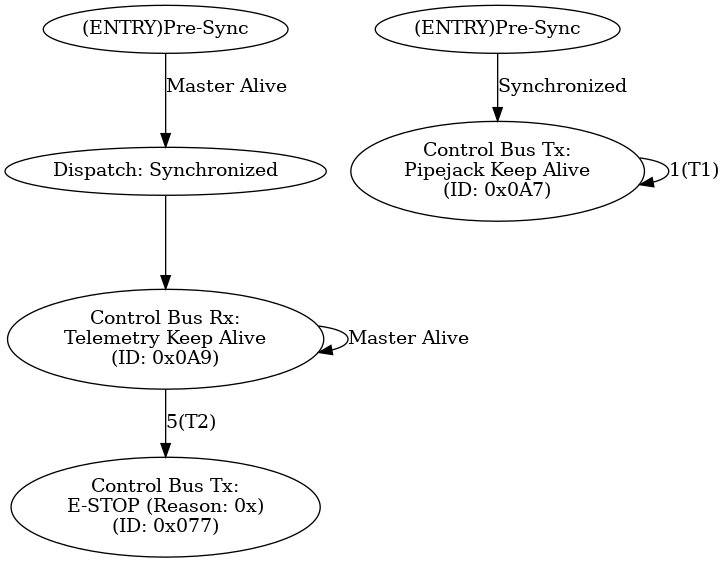 (ENTRY)Pre-Sync
(ENTRY)Pre-Sync
Master Alive
Synchronized
Dispatch: Synchronized
Control Bus Tx:
Pipejack Keep Alive
(ID: 0x0A7)
1(T1)
Control Bus Rx:
Telemetry Keep Alive
(ID: 0x0A9)
Master Alive
5(T2)
Control Bus Tx:
E-STOP (Reason: 0x)
(ID: 0x077)